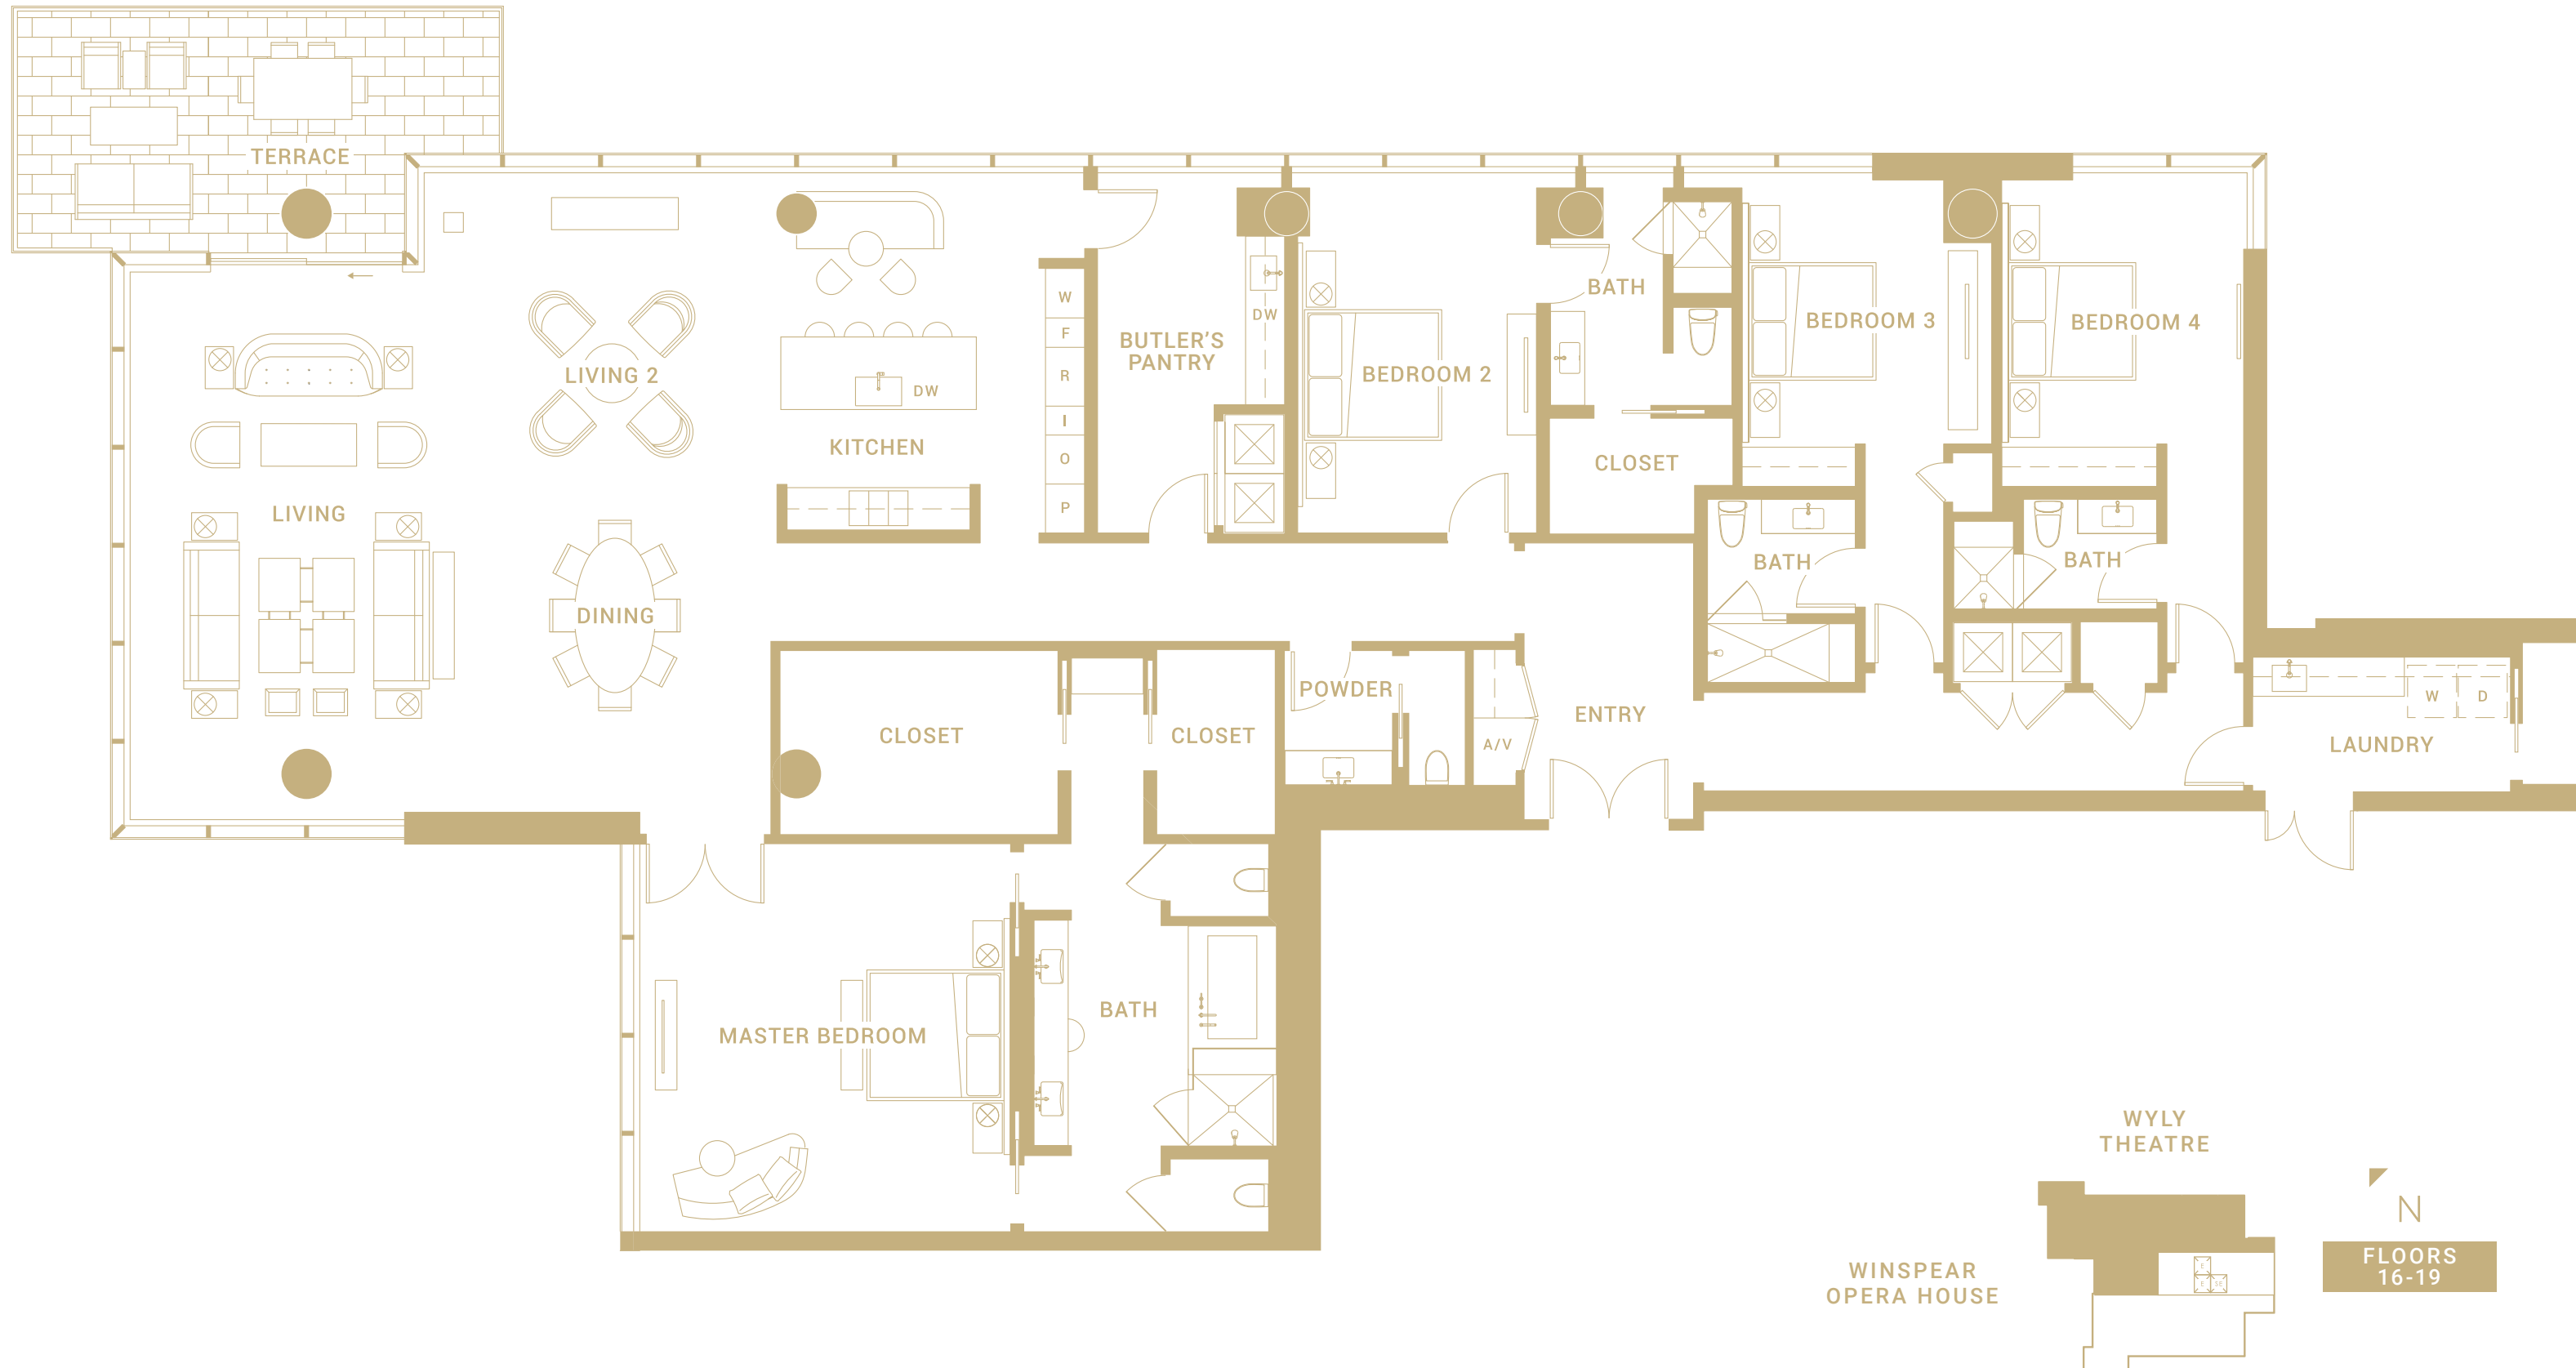 TERRACE
LIVING 2
LIVING
DINING
DW
KITCHEN
W
F
R
I
O
P
BUTLER'S
PANTRY
DW
BEDROOM 2
BATH
CLOSET
BEDROOM 3
BEDROOM 4
BATH
BATH
CLOSET
CLOSET
POWDER
A/V
ENTRY
W
D
LAUNDRY
MASTER BEDROOM
BATH
WYLY
THEATRE
WINSPEAR
OPERA HOUSE
E
E
SE
N
FLOORS
16-19